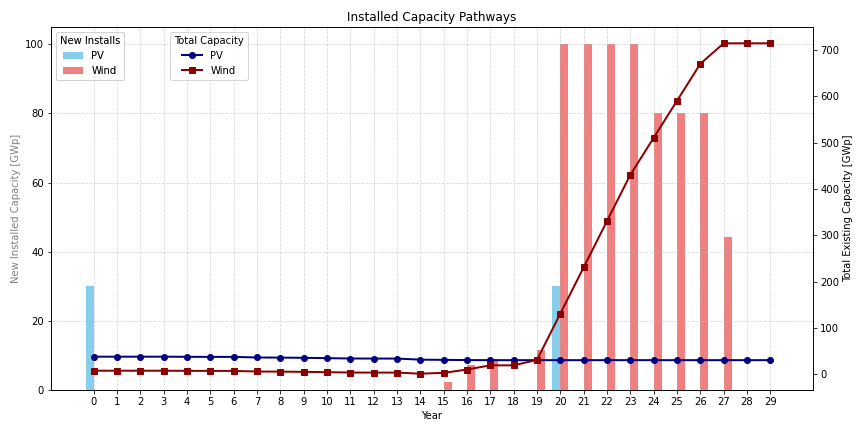 Installed Capacity Pathways
New Installs
PV
Wind
Total Capacity
PV
Wind
New Installed Capacity [GWp]
100
80
60
40
20
0
Total Existing Capacity [GWp]
700
600
500
400
300
200
100
0
0 1 2 3 4 5 6 7 8 9 10 11 12 13 14 15 16 17 18 19 20 21 22 23 24 25 26 27 28 29
Year